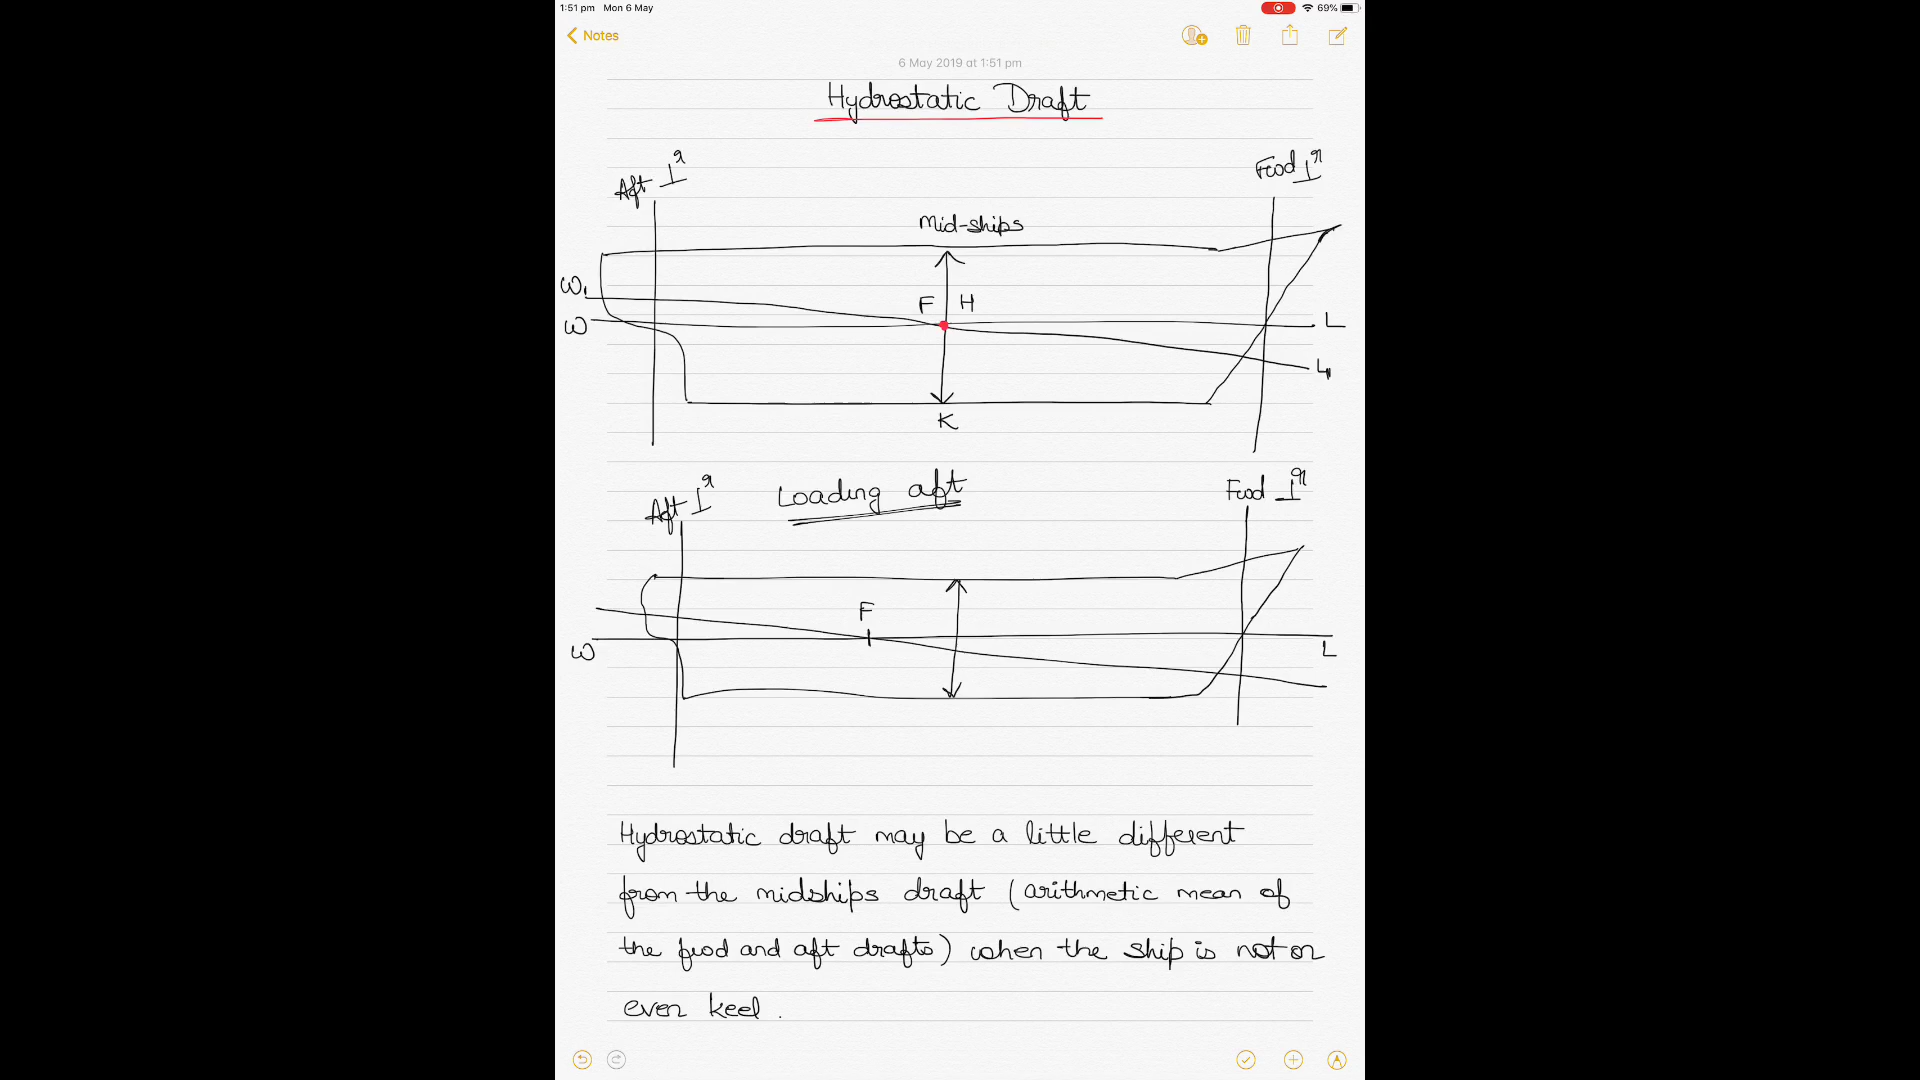 1:51 pm Mon 6 May
69%
Notes
6 May 2019 at 1:51 pm
Hydrostatic Draft
Aft ⊥r
Fwd ⊥r
Mid-ships
W1
F H
W
L
L1
K
Aft ⊥r
Loading aft
Fwd ⊥r
F
W
L
Hydrostatic draft may be a little different
from the midships draft (arithmetic mean of
the fwd and aft drafts) when the ship is not on
even keel.